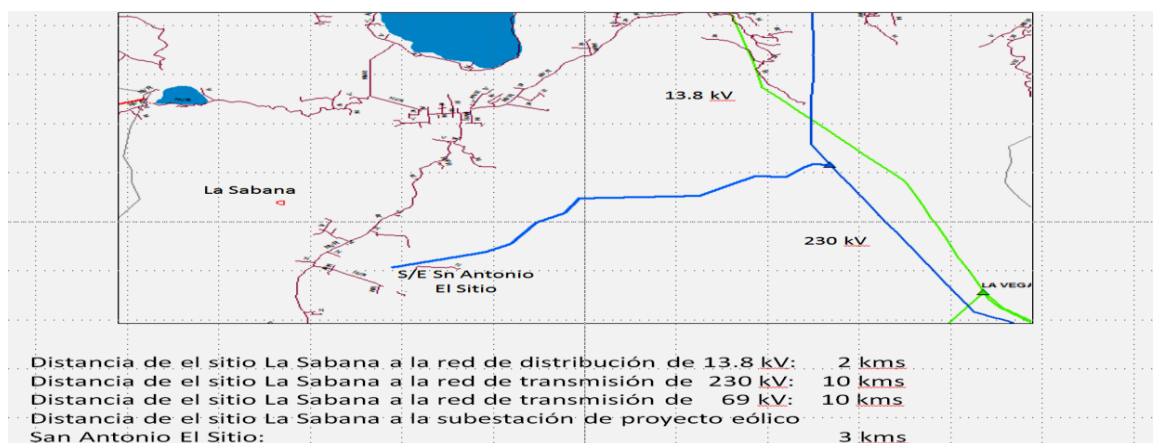 13.8 kV
La Sabana
230 kV
S/E Sn Antonio
El Sitio
LA VEGA
Distancia de el sitio La Sabana a la red de distribución de 13.8 kV: 2 kms
Distancia de el sitio La Sabana a la red de transmisión de 230 kV: 10 kms
Distancia de el sitio La Sabana a la red de transmisión de 69 kV: 10 kms
Distancia de el sitio La Sabana a la subestación de proyecto eólico
San Antonio El Sitio: 3 kms